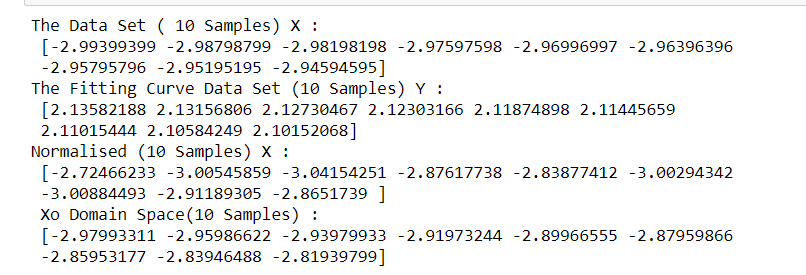 The Data Set ( 10 Samples) X :
[-2.99399399 -2.98798799 -2.98198198 -2.97597598 -2.96996997 -2.96396396
-2.95795796 -2.95195195 -2.94594595]
The Fitting Curve Data Set (10 Samples) Y :
[2.13582188 2.13156806 2.12730467 2.12303166 2.11874898 2.11445659
2.11015444 2.10584249 2.10152068]
Normalised (10 Samples) X :
[-2.72466233 -3.00545859 -3.04154251 -2.87617738 -2.83877412 -3.00294342
-3.00884493 -2.91189305 -2.8651739 ]
Xo Domain Space(10 Samples) :
[-2.97993311 -2.95986622 -2.93979933 -2.91973244 -2.89966555 -2.87959866
-2.85953177 -2.83946488 -2.81939799]